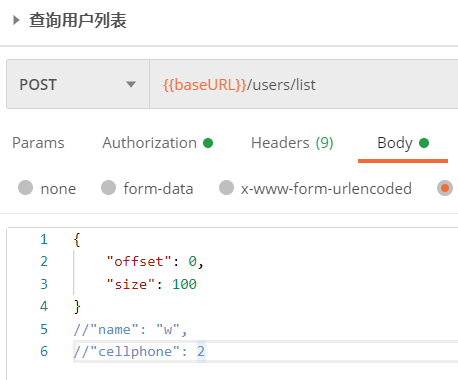 查询用户列表
POST {{baseURL}}/users/list
Params Authorization Headers (9) Body
none form-data x-www-form-urlencoded
1 {
2 "offset": 0,
3 "size": 100
4 }
5 //"name": "w",
6 //"cellphone": 2